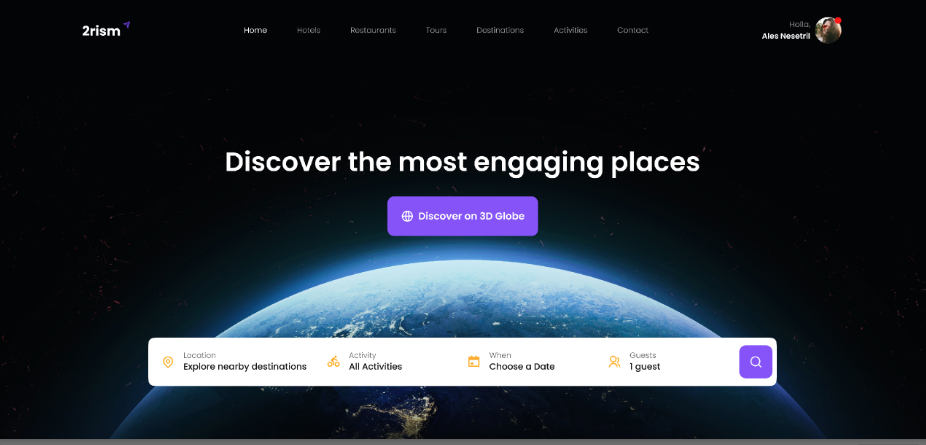 2rism
Home Hotels Restaurants Tours Destinations Activities Contact
Holla,
Ales Nesetril
Discover the most engaging places
Discover on 3D Globe
Location Activity When Guests
Explore nearby destinations All Activities Choose a Date 1 guest